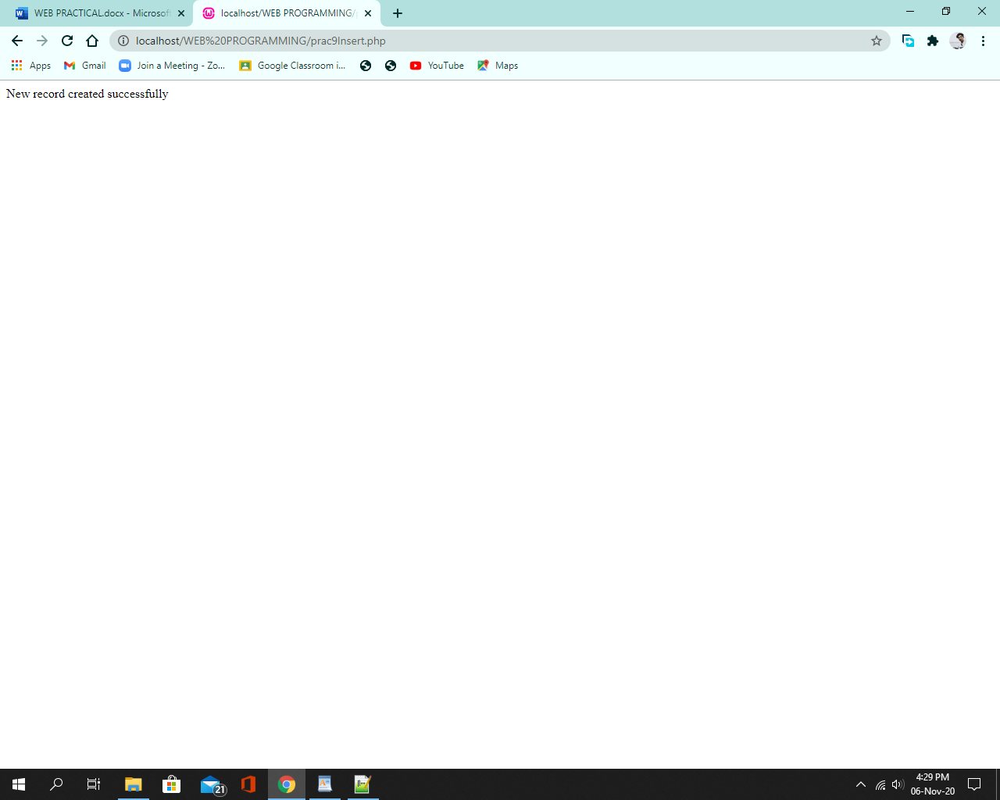 WEB PRACTICAL.docx - Microsof
localhost/WEB PROGRAMMING/
localhost/WEB%20PROGRAMMING/prac9Insert.php
Apps
Gmail
Join a Meeting - Zo...
Google Classroom i...
YouTube
Maps
New record created successfully
21
4:29 PM
06-Nov-20